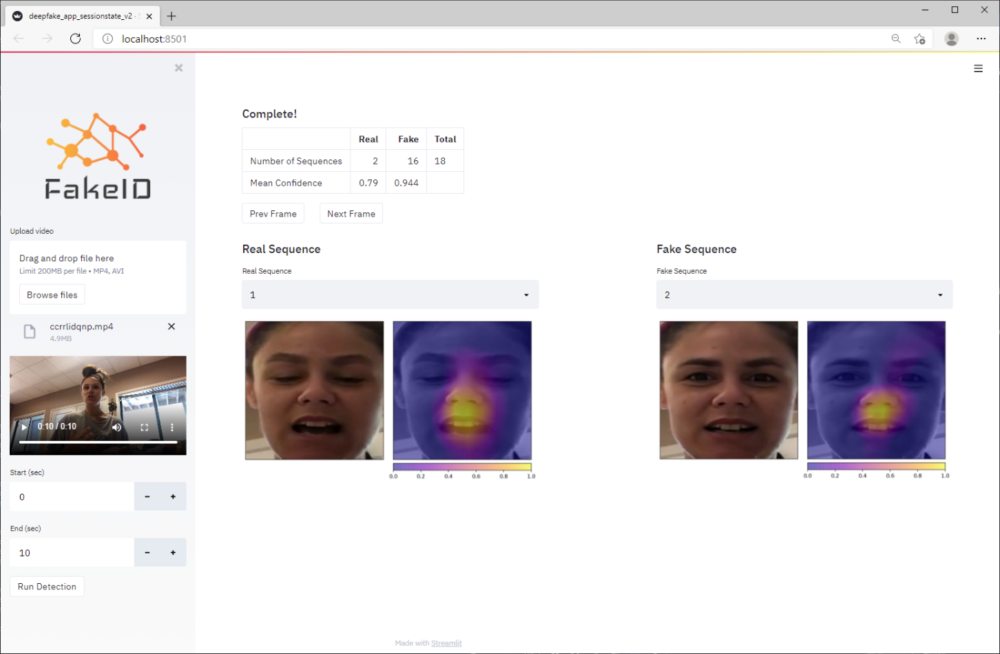 deepfake_app_sessionstate_v2 · S
localhost:8501
FakeID
Upload video
Drag and drop file here
Limit 200MB per file • MP4, AVI
Browse files
ccrrlidqnp.mp4
4.9MB
0:10 / 0:10
Start (sec)
0
End (sec)
10
Run Detection
Complete!
Real Fake Total
Number of Sequences 2 16 18
Mean Confidence 0.79 0.944
Prev Frame Next Frame
Real Sequence
Real Sequence
1
0.0 0.2 0.4 0.6 0.8 1.0
Fake Sequence
Fake Sequence
2
0.0 0.2 0.4 0.6 0.8 1.0
Made with Streamlit